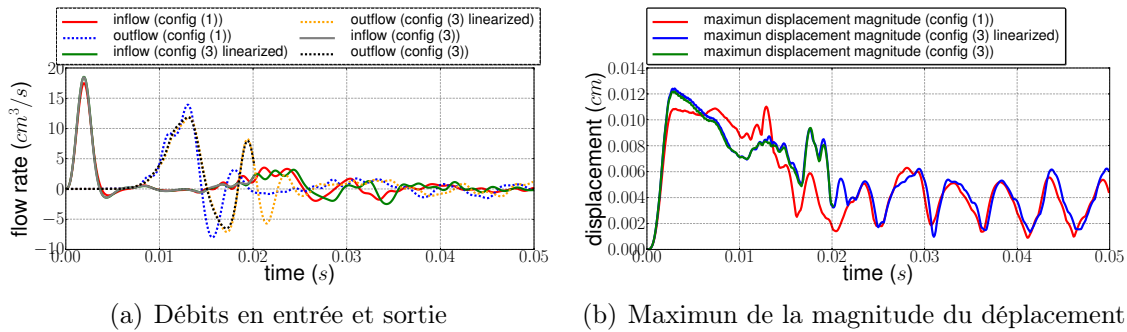 inflow (config (1))
outflow (config (1))
inflow (config (3) linearized)
outflow (config (3) linearized)
inflow (config (3))
outflow (config (3))
20
15
10
5
0
−5
−10
0.00 0.01 0.02 0.03 0.04 0.05
flow rate (cm³/s)
time (s)
(a) Débits en entrée et sortie
maximun displacement magnitude (config (1))
maximun displacement magnitude (config (3) linearized)
maximun displacement magnitude (config (3))
0.014
0.012
0.010
0.008
0.006
0.004
0.002
0.000
0.00 0.01 0.02 0.03 0.04 0.05
displacement (cm)
time (s)
(b) Maximun de la magnitude du déplacement